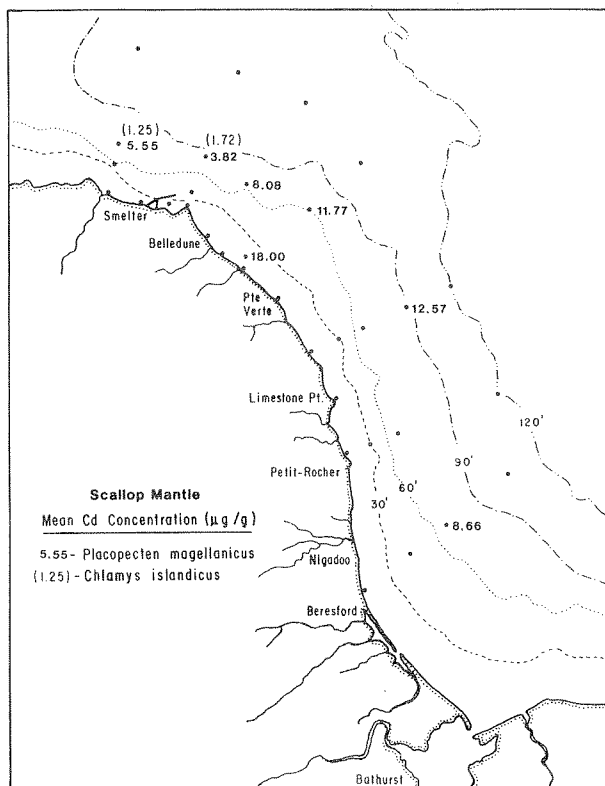 (1.25)
5.55
(1.72)
3.82
8.08
11.77
Smelter
Belledune
18.00
Pte
Verte
12.57
Limestone Pt.
120'
90'
Petit-Rocher
60'
30'
Scallop Mantle
Mean Cd Concentration (µg/g)
8.66
5.55- Placopecten magellanicus
(1.25)- Chlamys islandicus
Nigadoo
Beresford
Bathurst